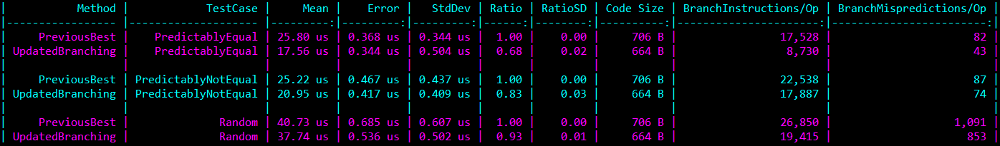 | Method | TestCase | Mean | Error | StdDev | Ratio | RatioSD | Code Size | BranchInstructions/Op | BranchMispredictions/Op |
|------------------ |--------------------- |---------:|---------:|---------:|------:|--------:|----------:|----------------------:|------------------------:|
| PreviousBest | PredictablyEqual | 25.80 us | 0.368 us | 0.344 us | 1.00 | 0.00 | 706 B | 17,528 | 82 |
| UpdatedBranching | PredictablyEqual | 17.56 us | 0.344 us | 0.504 us | 0.68 | 0.02 | 664 B | 8,730 | 43 |
| | | | | | | | | | |
| PreviousBest | PredictablyNotEqual | 25.22 us | 0.467 us | 0.437 us | 1.00 | 0.00 | 706 B | 22,538 | 87 |
| UpdatedBranching | PredictablyNotEqual | 20.95 us | 0.417 us | 0.409 us | 0.83 | 0.03 | 664 B | 17,887 | 74 |
| | | | | | | | | | |
| PreviousBest | Random | 40.73 us | 0.685 us | 0.607 us | 1.00 | 0.00 | 706 B | 26,850 | 1,091 |
| UpdatedBranching | Random | 37.74 us | 0.536 us | 0.502 us | 0.93 | 0.01 | 664 B | 19,415 | 853 |